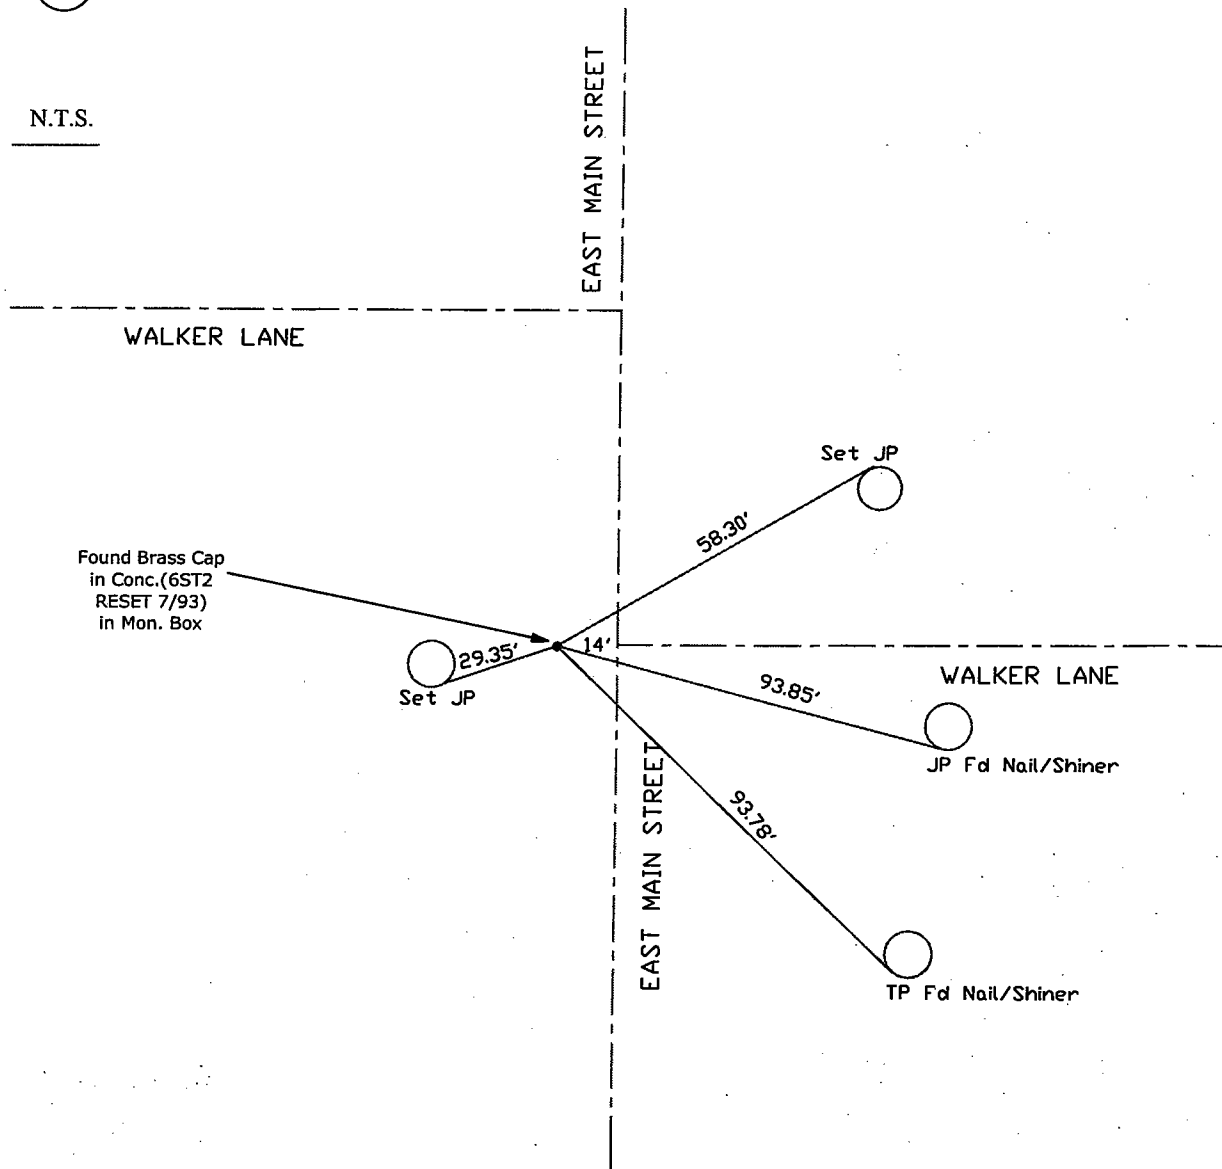 N.T.S.
EAST MAIN STREET
WALKER LANE
Set JP
58.30'
Found Brass Cap
in Conc.(6ST2
RESET 7/93)
in Mon. Box
14'
29.35'
Set JP
WALKER LANE
93.85'
JP Fd Nail/Shiner
EAST MAIN STREET
93.78'
TP Fd Nail/Shiner